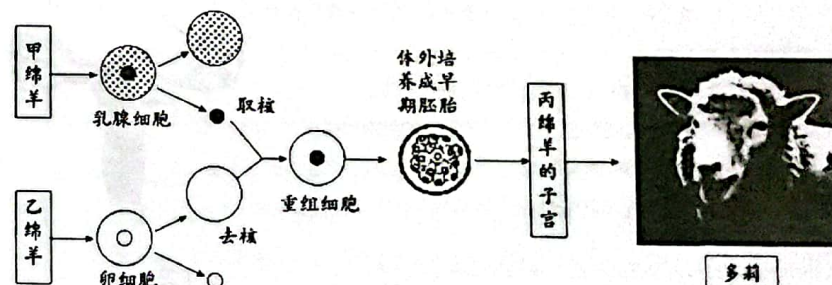 甲绵羊
乳腺细胞
取核
体外培
养成早
期胚胎
丙绵羊的子宫
重组细胞
乙绵羊
去核
卵细胞
多莉